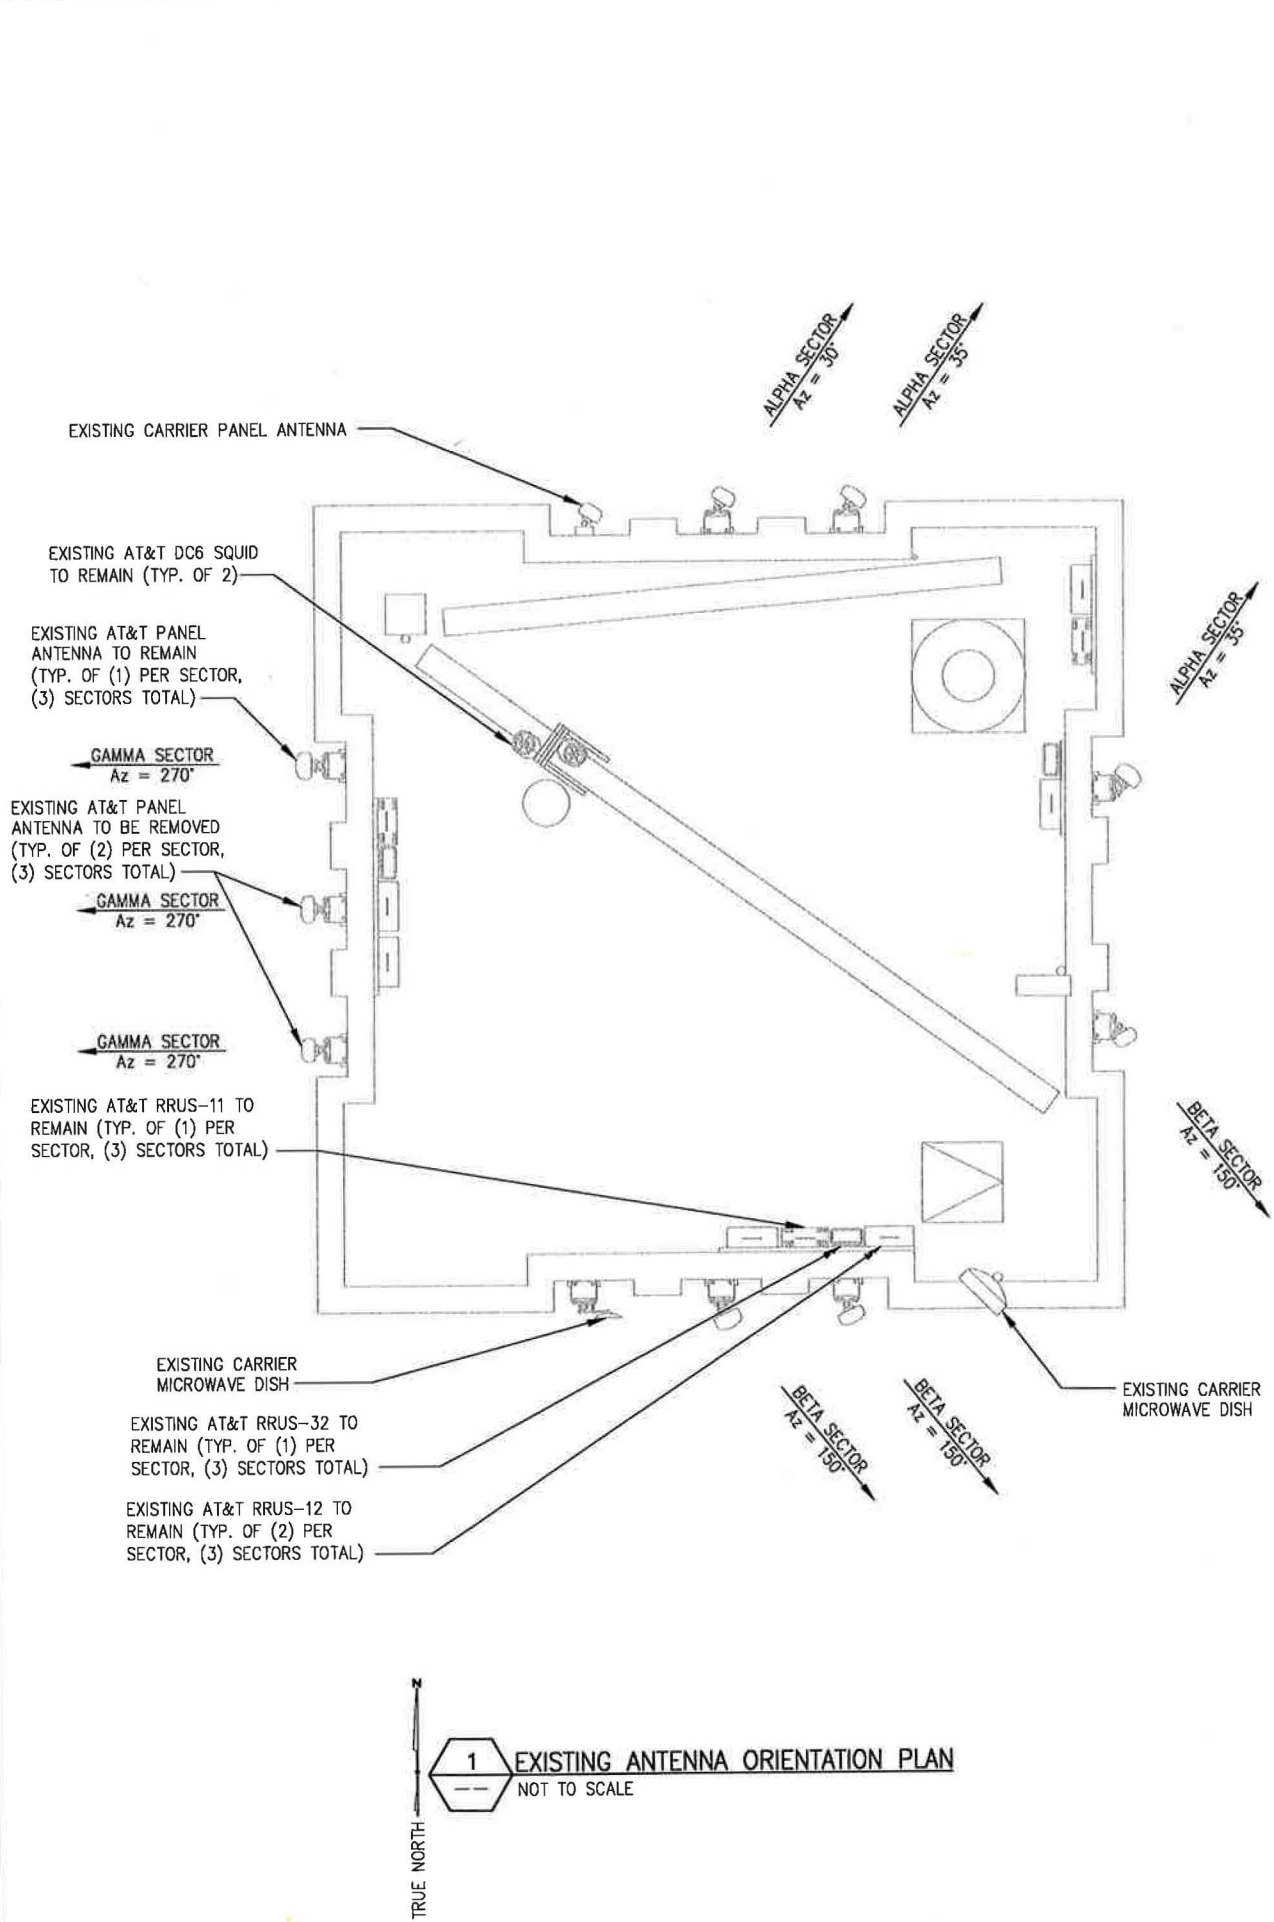 ALPHA SECTOR
Az = 30°
ALPHA SECTOR
Az = 35°
EXISTING CARRIER PANEL ANTENNA
EXISTING AT&T DC6 SQUID
TO REMAIN (TYP. OF 2)
ALPHA SECTOR
Az = 35°
EXISTING AT&T PANEL
ANTENNA TO REMAIN
(TYP. OF (1) PER SECTOR,
(3) SECTORS TOTAL)
GAMMA SECTOR
Az = 270°
EXISTING AT&T PANEL
ANTENNA TO BE REMOVED
(TYP. OF (2) PER SECTOR,
(3) SECTORS TOTAL)
GAMMA SECTOR
Az = 270°
GAMMA SECTOR
Az = 270°
EXISTING AT&T RRUS-11 TO
REMAIN (TYP. OF (1) PER
SECTOR, (3) SECTORS TOTAL)
BETA SECTOR
Az = 150°
EXISTING CARRIER
MICROWAVE DISH
EXISTING CARRIER
MICROWAVE DISH
BETA SECTOR
Az = 150°
BETA SECTOR
Az = 150°
EXISTING AT&T RRUS-32 TO
REMAIN (TYP. OF (1) PER
SECTOR, (3) SECTORS TOTAL)
EXISTING AT&T RRUS-12 TO
REMAIN (TYP. OF (2) PER
SECTOR, (3) SECTORS TOTAL)
N
TRUE NORTH
1
--
EXISTING ANTENNA ORIENTATION PLAN
NOT TO SCALE